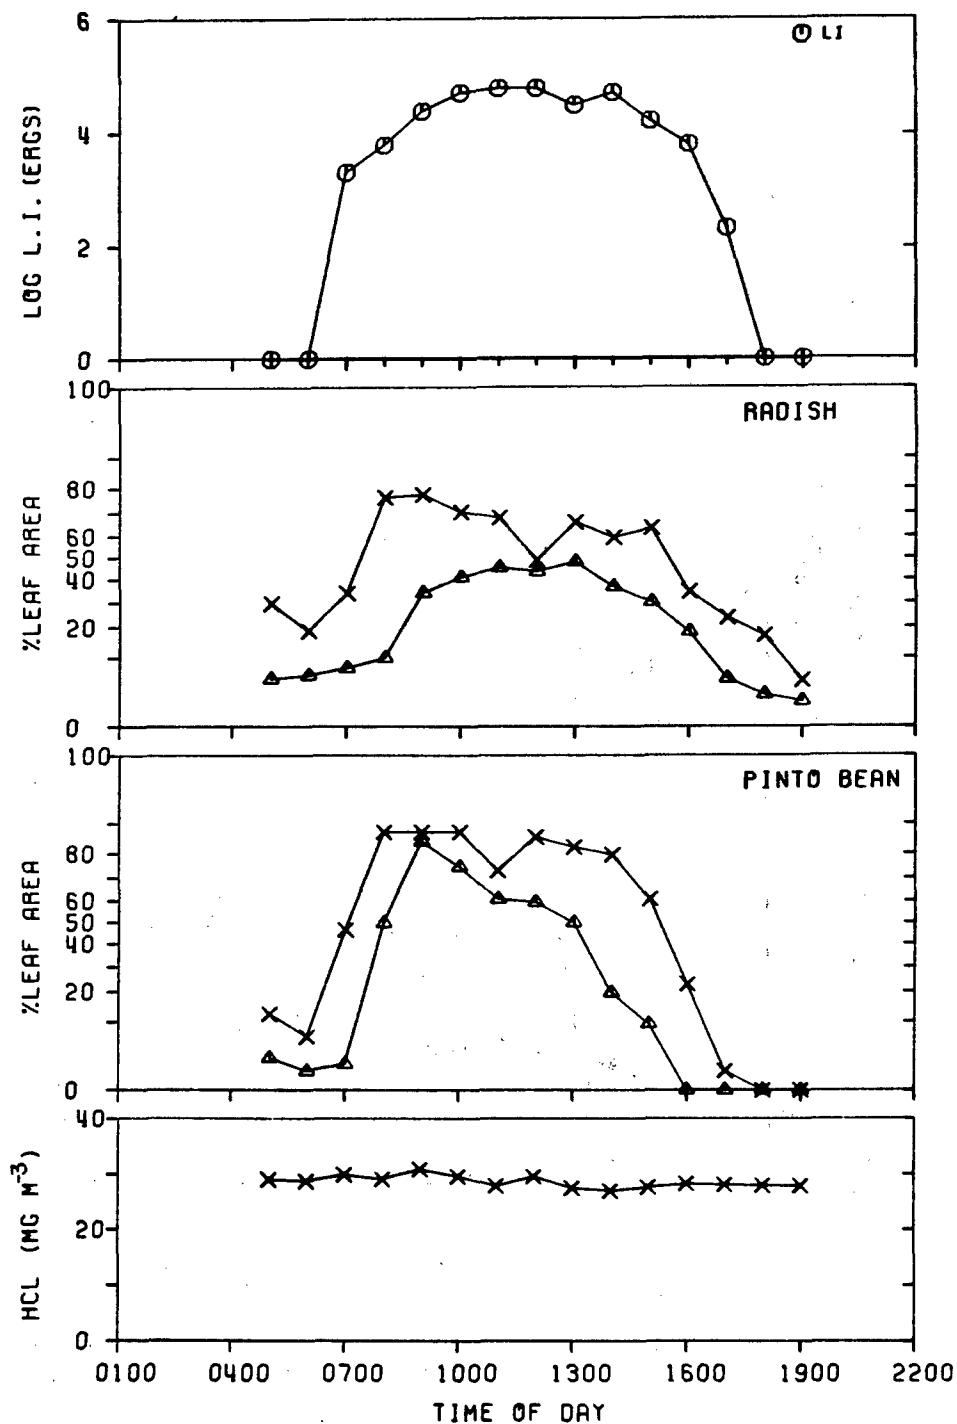 6
LI
4
LOG L.I. (ERGS)
2
0
100
RADISH
80
60
50
40
%LEAF AREA
20
0
100
PINTO BEAN
80
60
50
40
%LEAF AREA
20
0
40
HCL (MG M-3)
20
0
0100 0400 0700 1000 1300 1600 1900 2200
TIME OF DAY